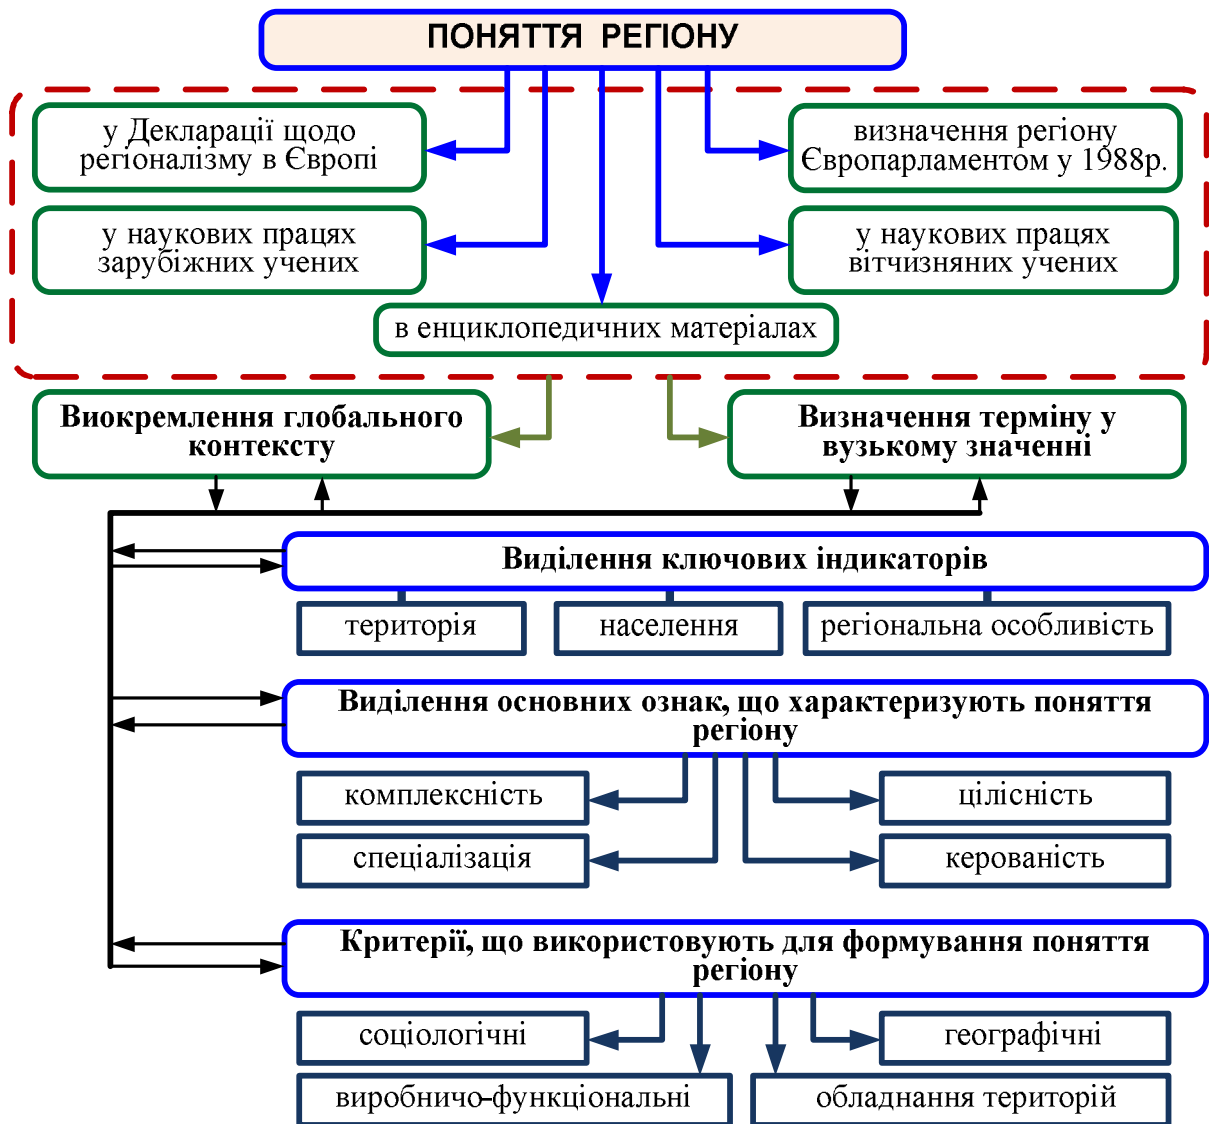 ПОНЯТТЯ РЕГІОНУ
у Декларації щодо
регіоналізму в Європі
визначення регіону
Європарламентом у 1988р.
у наукових працях
зарубіжних учених
у наукових працях
вітчизняних учених
в енциклопедичних матеріалах
Виокремлення глобального
контексту
Визначення терміну у
вузькому значенні
Виділення ключових індикаторів
територія
населення
регіональна особливість
Виділення основних ознак, що характеризують поняття
регіону
комплексність
цілісність
спеціалізація
керованість
Критерії, що використовують для формування поняття
регіону
соціологічні
географічні
виробничо-функціональні
обладнання територій